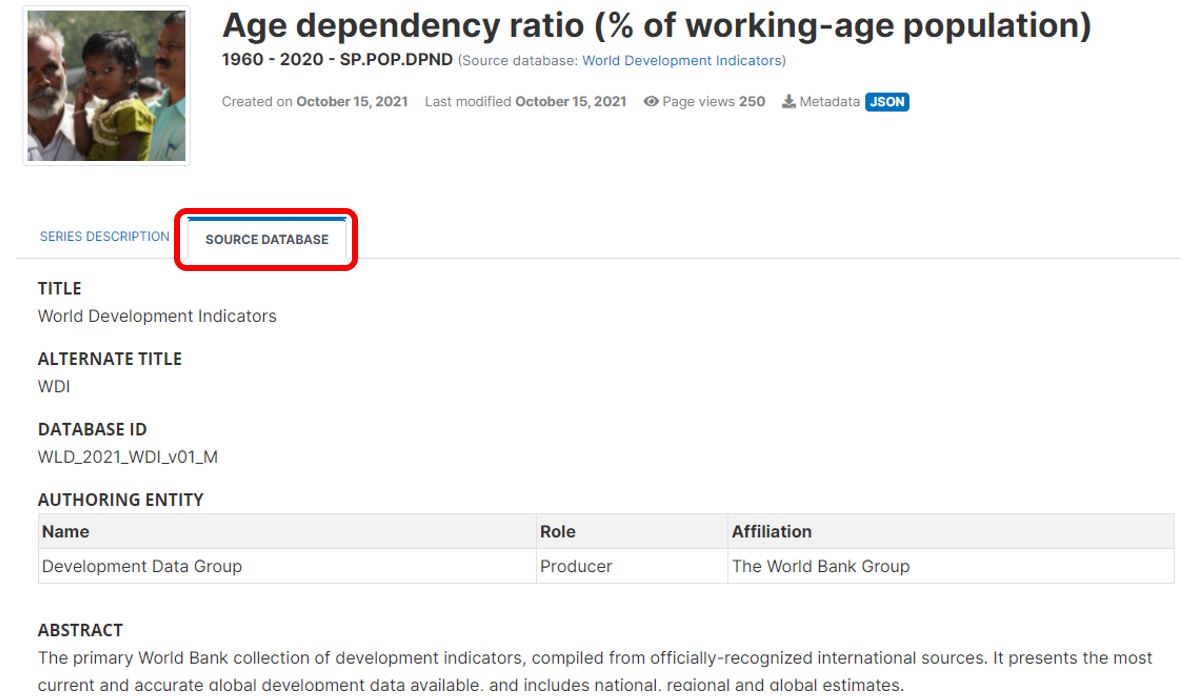 Age dependency ratio (% of working-age population)
1960 - 2020 - SP.POP.DPND (Source database: World Development Indicators)
Created on October 15, 2021 Last modified October 15, 2021 Page views 250 Metadata JSON
SERIES DESCRIPTION SOURCE DATABASE
TITLE
World Development Indicators
ALTERNATE TITLE
WDI
DATABASE ID
WLD_2021_WDI_v01_M
AUTHORING ENTITY
Name Role Affiliation
Development Data Group Producer The World Bank Group
ABSTRACT
The primary World Bank collection of development indicators, compiled from officially-recognized international sources. It presents the most
current and accurate global development data available, and includes national, regional and global estimates.